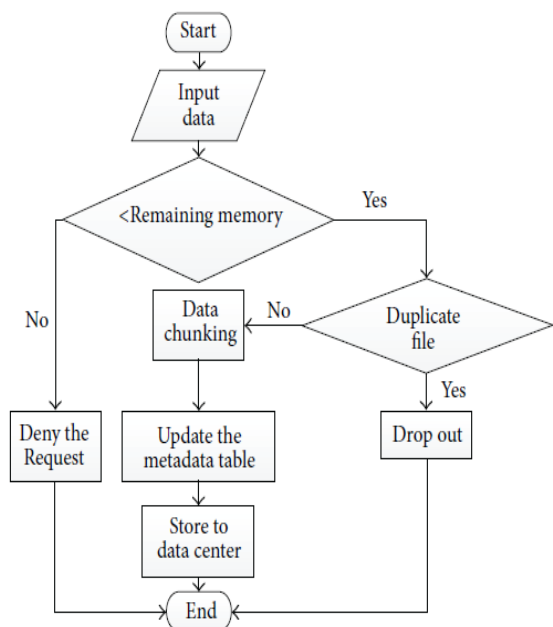 Start
Input
data
<Remaining memory
Yes
No
Data
chunking
No
Duplicate
file
Yes
Deny the
Request
Update the
metadata table
Drop out
Store to
data center
End